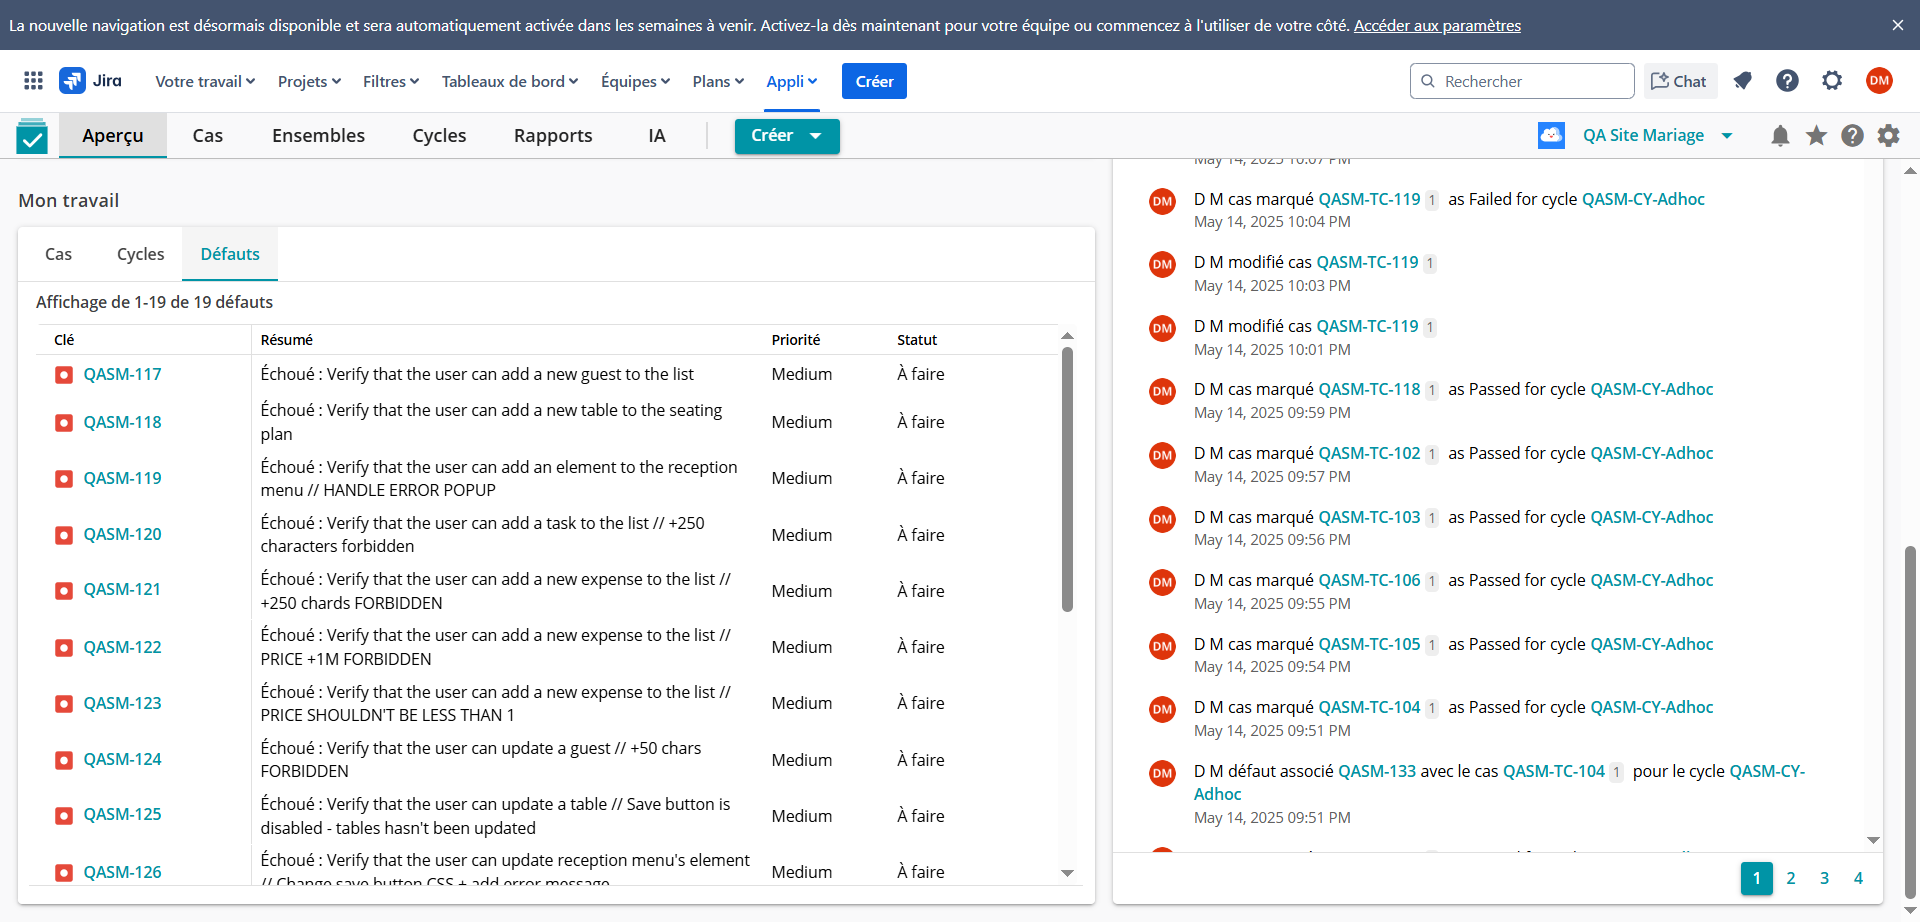 La nouvelle navigation est désormais disponible et sera automatiquement activée dans les semaines à venir. Activez-la dès maintenant pour votre équipe ou commencez à l'utiliser de votre côté. Accéder aux paramètres
Jira Votre travail Projets Filtres Tableaux de bord Équipes Plans Appli Créer Rechercher Chat DM
Aperçu Cas Ensembles Cycles Rapports IA Créer QA Site Mariage
Mon travail
Cas Cycles Défauts
Affichage de 1-19 de 19 défauts
Clé Résumé Priorité Statut
QASM-117 Échoué : Verify that the user can add a new guest to the list Medium À faire
QASM-118 Échoué : Verify that the user can add a new table to the seating
plan Medium À faire
QASM-119 Échoué : Verify that the user can add an element to the reception
menu // HANDLE ERROR POPUP Medium À faire
QASM-120 Échoué : Verify that the user can add a task to the list // +250
characters forbidden Medium À faire
QASM-121 Échoué : Verify that the user can add a new expense to the list //
+250 chards FORBIDDEN Medium À faire
QASM-122 Échoué : Verify that the user can add a new expense to the list //
PRICE +1M FORBIDDEN Medium À faire
QASM-123 Échoué : Verify that the user can add a new expense to the list //
PRICE SHOULDN'T BE LESS THAN 1 Medium À faire
QASM-124 Échoué : Verify that the user can update a guest // +50 chars
FORBIDDEN Medium À faire
QASM-125 Échoué : Verify that the user can update a table // Save button is
disabled - tables hasn't been updated Medium À faire
QASM-126 Échoué : Verify that the user can update reception menu's element
// Change save button CSS + add error message Medium À faire
May 14, 2025 10:07 PM
DM D M cas marqué QASM-TC-119 1 as Failed for cycle QASM-CY-Adhoc
May 14, 2025 10:04 PM
DM D M modifié cas QASM-TC-119 1
May 14, 2025 10:03 PM
DM D M modifié cas QASM-TC-119 1
May 14, 2025 10:01 PM
DM D M cas marqué QASM-TC-118 1 as Passed for cycle QASM-CY-Adhoc
May 14, 2025 09:59 PM
DM D M cas marqué QASM-TC-102 1 as Passed for cycle QASM-CY-Adhoc
May 14, 2025 09:57 PM
DM D M cas marqué QASM-TC-103 1 as Passed for cycle QASM-CY-Adhoc
May 14, 2025 09:56 PM
DM D M cas marqué QASM-TC-106 1 as Passed for cycle QASM-CY-Adhoc
May 14, 2025 09:55 PM
DM D M cas marqué QASM-TC-105 1 as Passed for cycle QASM-CY-Adhoc
May 14, 2025 09:54 PM
DM D M cas marqué QASM-TC-104 1 as Passed for cycle QASM-CY-Adhoc
May 14, 2025 09:51 PM
DM D M défaut associé QASM-133 avec le cas QASM-TC-104 1 pour le cycle QASM-CY-
Adhoc
May 14, 2025 09:51 PM
1 2 3 4